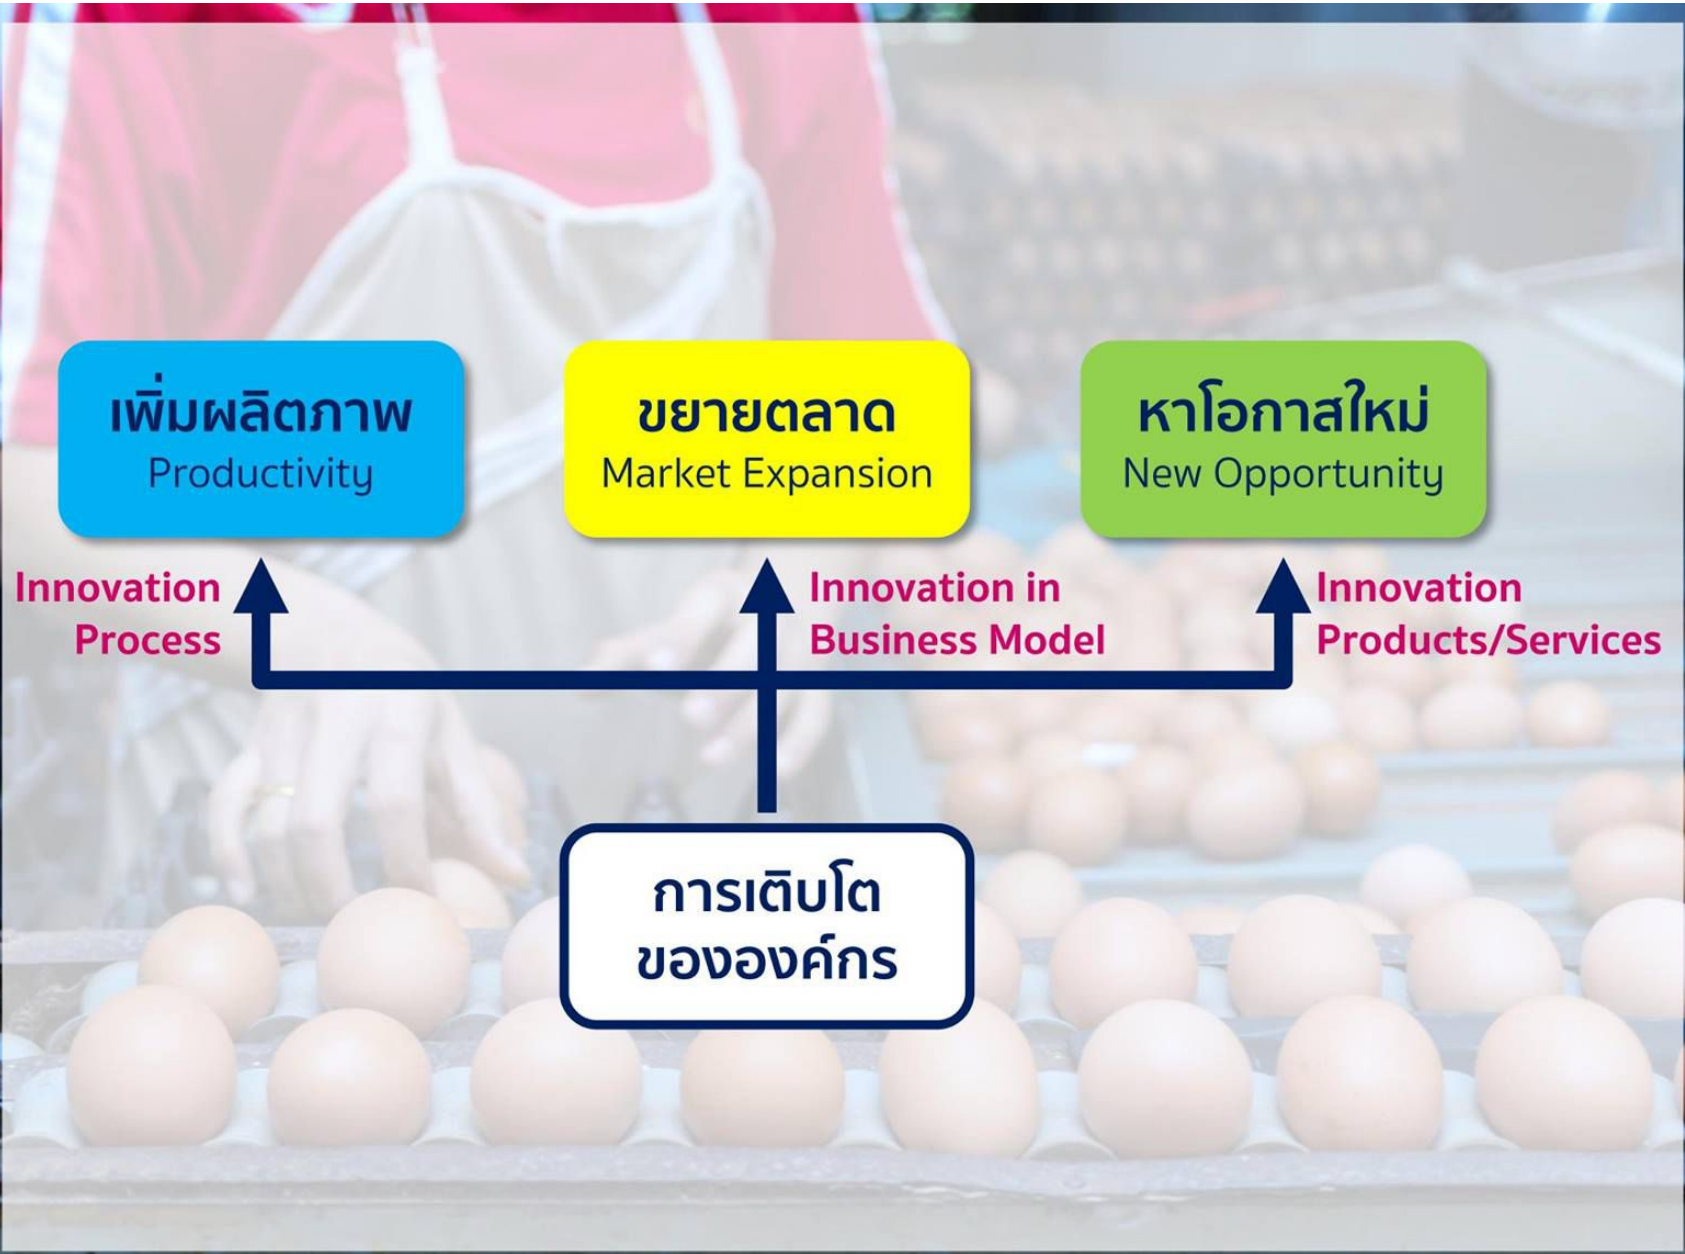 เพิ่มผลิตภาพ
Productivity
ขยายตลาด
Market Expansion
หาโอกาสใหม่
New Opportunity
Innovation
Process
Innovation in
Business Model
Innovation
Products/Services
การเติบโต
ขององค์กร